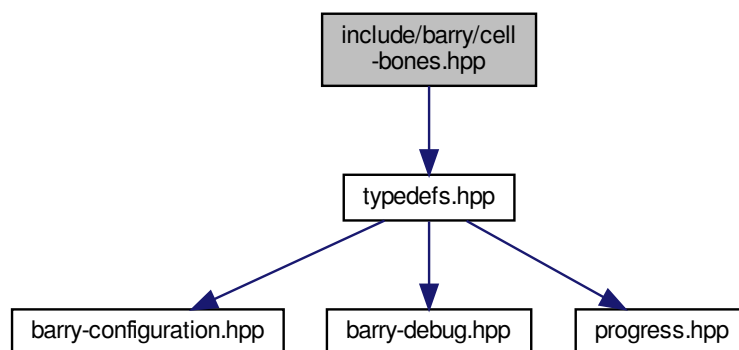 include/barry/cell
-bones.hpp
typedefs.hpp
barry-configuration.hpp
barry-debug.hpp
progress.hpp